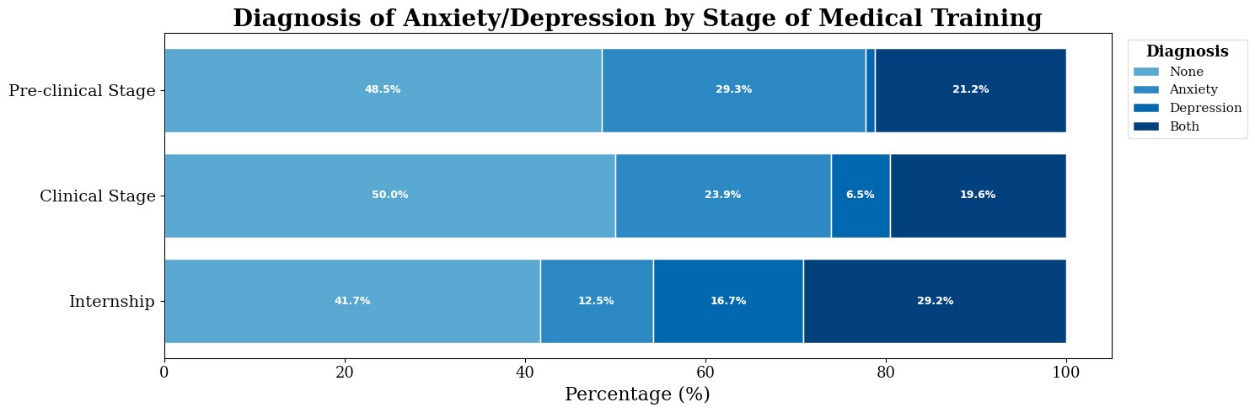 Diagnosis of Anxiety/Depression by Stage of Medical Training
Pre-clinical Stage
48.5%
29.3%
21.2%
Clinical Stage
50.0%
23.9%
6.5%
19.6%
Internship
41.7%
12.5%
16.7%
29.2%
0
20
40
60
80
100
Percentage (%)
Diagnosis
None
Anxiety
Depression
Both